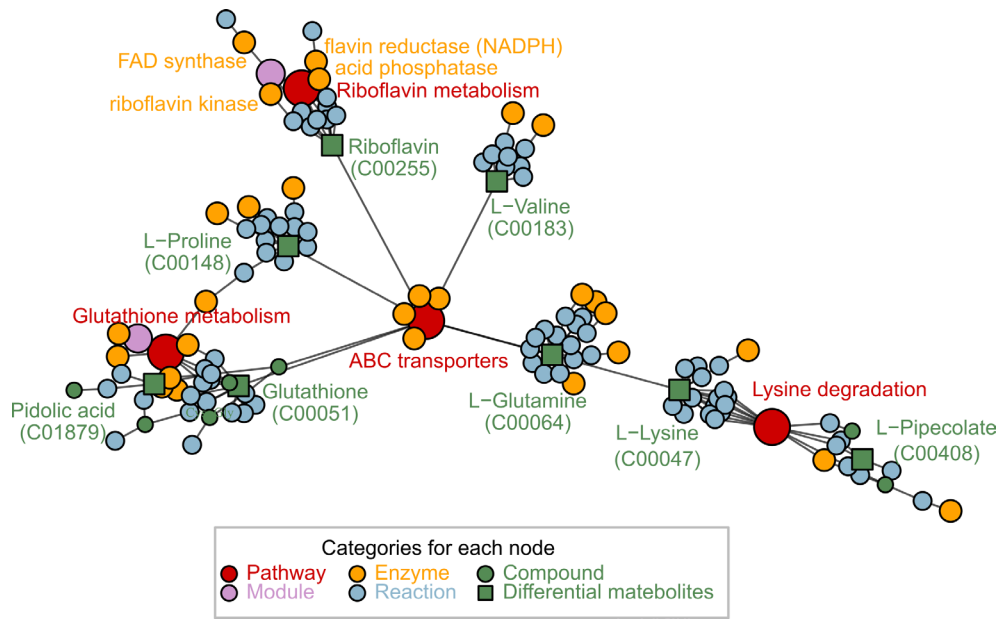 flavin reductase (NADPH)
FAD synthase
acid phosphatase
Riboflavin metabolism
riboflavin kinase
Riboflavin
(C00255)
L−Valine
(C00183)
L−Proline
(C00148)
Glutathione metabolism
ABC transporters
Glutathione
(C00051)
Pidolic acid
(C01879)
L−Glutamine
(C00064)
Lysine degradation
L−Lysine
(C00047)
L−Pipecolate
(C00408)
Categories for each node
Pathway
Enzyme
Compound
Module
Reaction
Differential matebolites